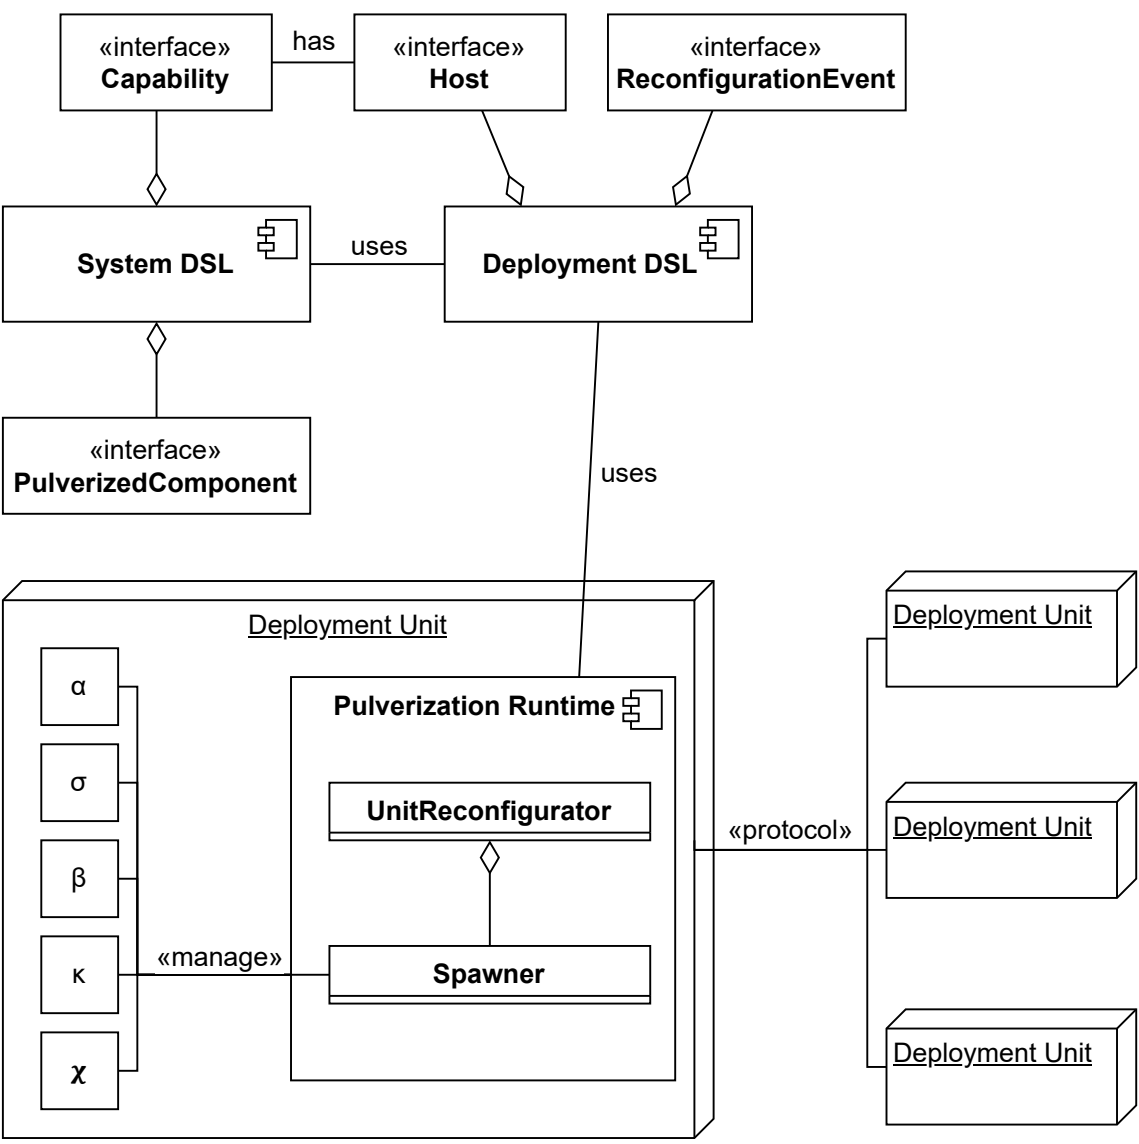 «interface»
Capability
has
«interface»
Host
«interface»
ReconfigurationEvent
System DSL
uses
Deployment DSL
«interface»
PulverizedComponent
uses
Deployment Unit
α
σ
β
κ
χ
«manage»
Pulverization Runtime
UnitReconfigurator
Spawner
«protocol»
Deployment Unit
Deployment Unit
Deployment Unit